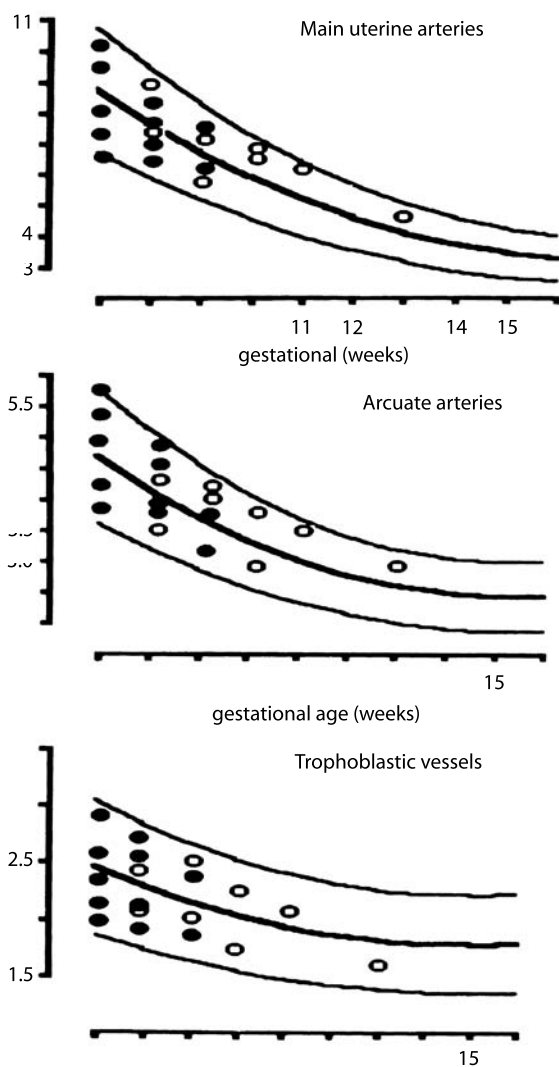 11
Main uterine arteries
4
3
11 12 14 15
gestational (weeks)
5.5
Arcuate arteries
15
gestational age (weeks)
Trophoblastic vessels
2.5
1.5
15